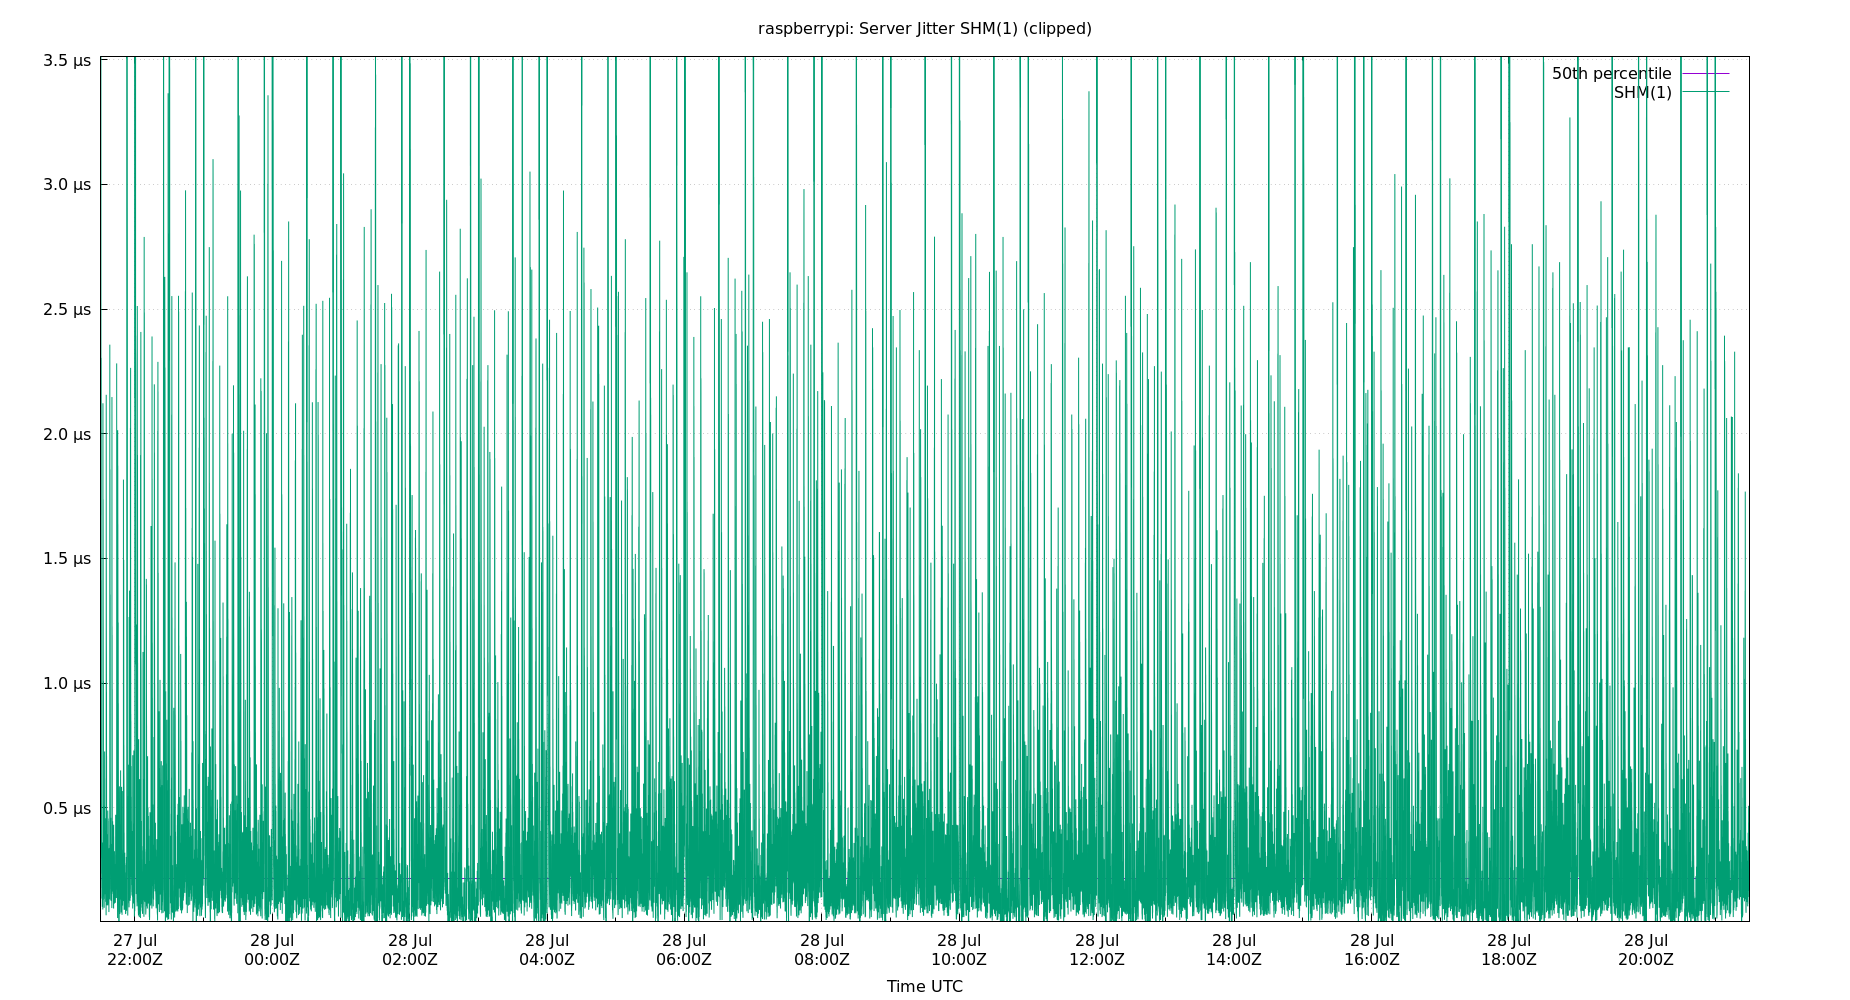 raspberrypi: Server Jitter SHM(1) (clipped)
3.5 μs
3.0 μs
2.5 μs
2.0 μs
1.5 μs
1.0 μs
0.5 μs
50th percentile
SHM(1)
27 Jul 28 Jul 28 Jul 28 Jul 28 Jul 28 Jul 28 Jul 28 Jul 28 Jul 28 Jul 28 Jul 28 Jul
22:00Z 00:00Z 02:00Z 04:00Z 06:00Z 08:00Z 10:00Z 12:00Z 14:00Z 16:00Z 18:00Z 20:00Z
Time UTC